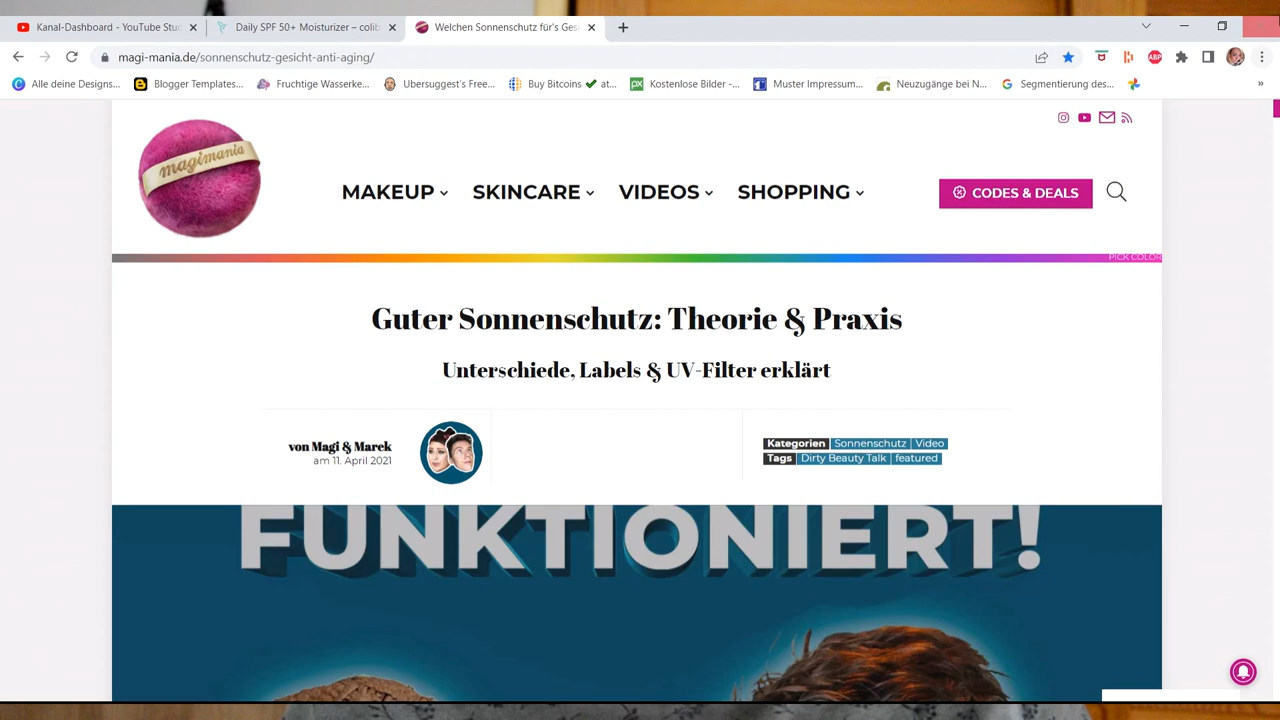 Kanal-Dashboard - YouTube Stud
Daily SPF 50+ Moisturizer – colib
Welchen Sonnenschutz für's Gesi
magi-mania.de/sonnenschutz-gesicht-anti-aging/
Alle deine Designs...
Blogger Templates...
Fruchtige Wasserke...
Ubersuggest's Free...
Buy Bitcoins ✔ at...
Kostenlose Bilder -...
Muster Impressum...
Neuzugänge bei N...
Segmentierung des...
»
magimania
MAKEUP
SKINCARE
VIDEOS
SHOPPING
CODES & DEALS
PICK COLOR
Guter Sonnenschutz: Theorie & Praxis
Unterschiede, Labels & UV-Filter erklärt
von Magi & Marek
am 11. April 2021
Kategorien Sonnenschutz | Video
Tags Dirty Beauty Talk | featured
FUNKTIONIERT!